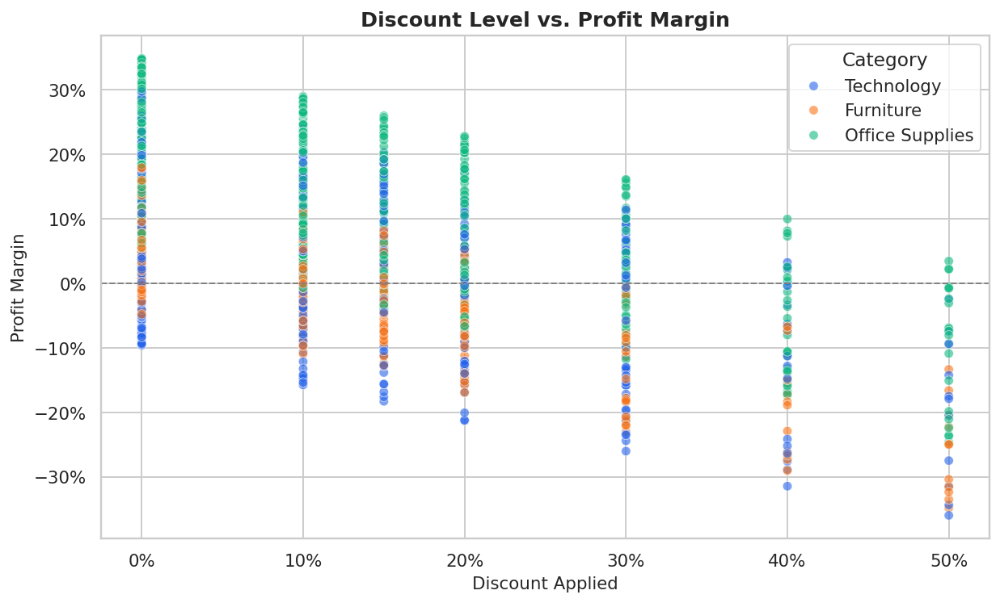 Discount Level vs. Profit Margin
Category
Technology
Furniture
Office Supplies
Profit Margin
30%
20%
10%
0%
−10%
−20%
−30%
0%
10%
20%
30%
40%
50%
Discount Applied